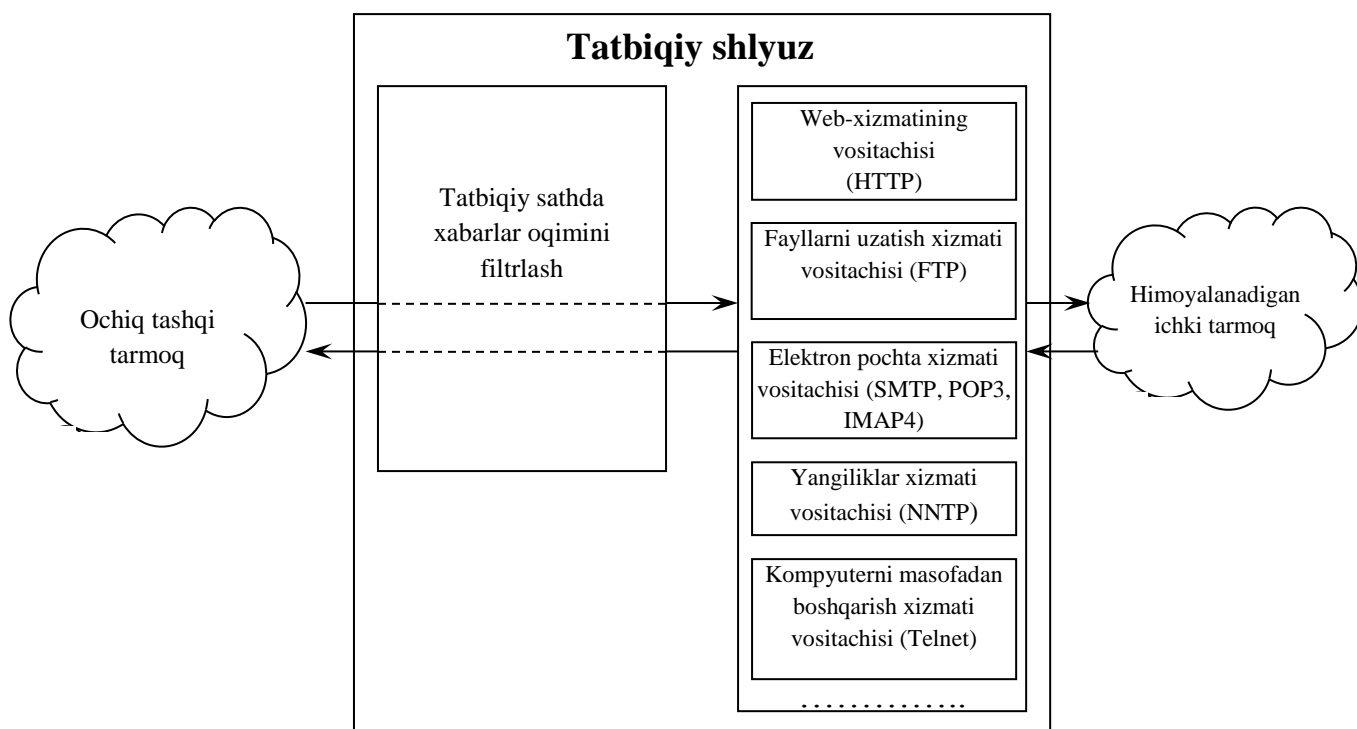 Tatbiqiy shlyuz
Ochiq tashqi
tarmoq
Tatbiqiy sathda
xabarlar oqimini
filtrlash
Web-xizmatining
vositachisi
(HTTP)
Fayllarni uzatish xizmati
vositachisi (FTP)
Elektron pochta xizmati
vositachisi (SMTP, POP3,
IMAP4)
Yangiliklar xizmati
vositachisi (NNTP)
Kompyuterni masofadan
boshqarish xizmati
vositachisi (Telnet)
. . . . . . . . . . . . . .
Himoyalanadigan
ichki tarmoq